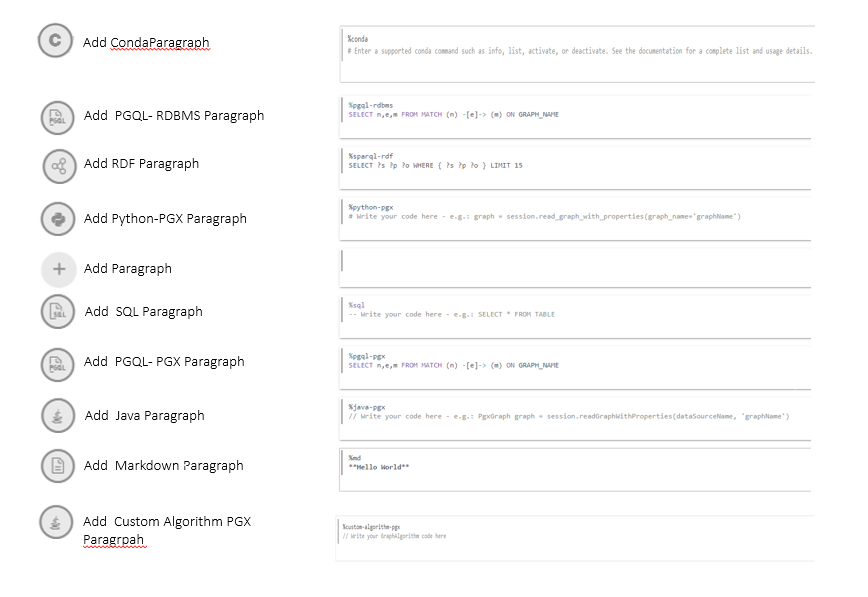 C
Add CondaParagraph
%conda
# Enter a supported conda command such as info, list, activate, or deactivate. See the documentation for a complete list and usage details.
PGQL
Add PGQL- RDBMS Paragraph
%pgql-rdbms
SELECT n,e,m FROM MATCH (n) -[e]-> (m) ON GRAPH_NAME
Add RDF Paragraph
%sparql-rdf
SELECT ?s ?p ?o WHERE { ?s ?p ?o } LIMIT 15
Add Python-PGX Paragraph
%python-pgx
# Write your code here - e.g.: graph = session.read_graph_with_properties(graph_name='graphName')
+
Add Paragraph
SQL
Add SQL Paragraph
%sql
-- Write your code here - e.g.: SELECT * FROM TABLE
PGQL
Add PGQL- PGX Paragraph
%pgql-pgx
SELECT n,e,m FROM MATCH (n) -[e]-> (m) ON GRAPH_NAME
Add Java Paragraph
%java-pgx
// Write your code here - e.g.: PgxGraph graph = session.readGraphWithProperties(dataSourceName, 'graphName')
Add Markdown Paragraph
%md
**Hello World**
Add Custom Algorithm PGX
Paragrpah
%custom-algorithm-pgx
// Write your GraphAlgorithm code here